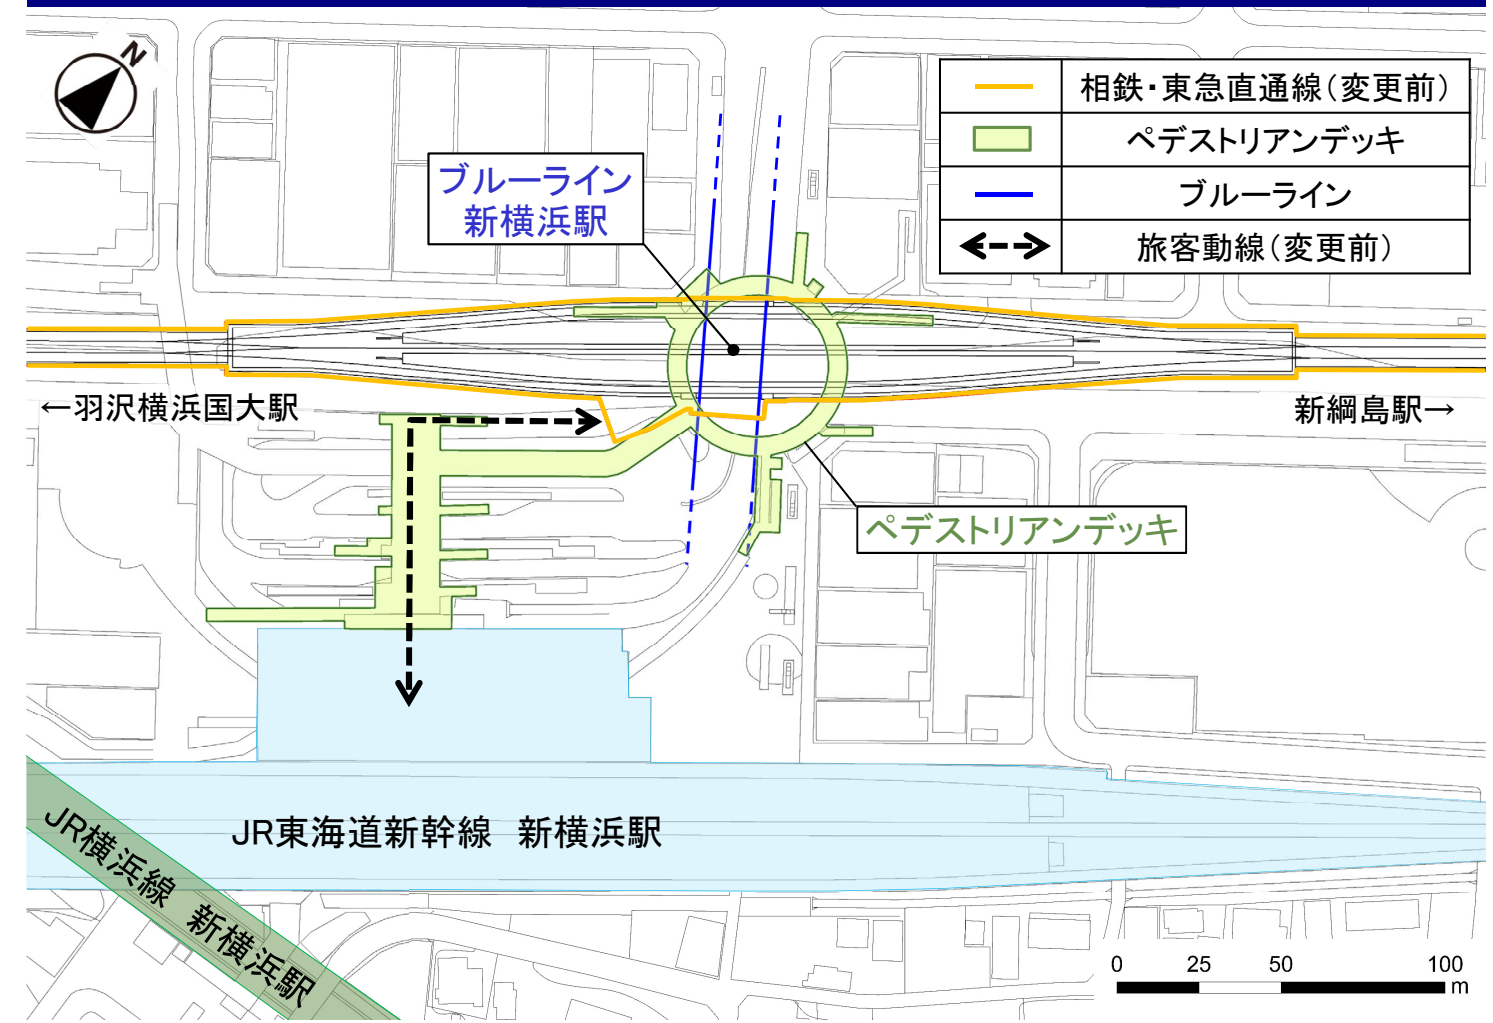 N
相鉄・東急直通線（変更前）
ペデストリアンデッキ
ブルーライン
旅客動線（変更前）
ブルーライン
新横浜駅
←羽沢横浜国大駅
新綱島駅→
ペデストリアンデッキ
JR東海道新幹線　新横浜駅
JR横浜線　新横浜駅
0 25 50 100
m